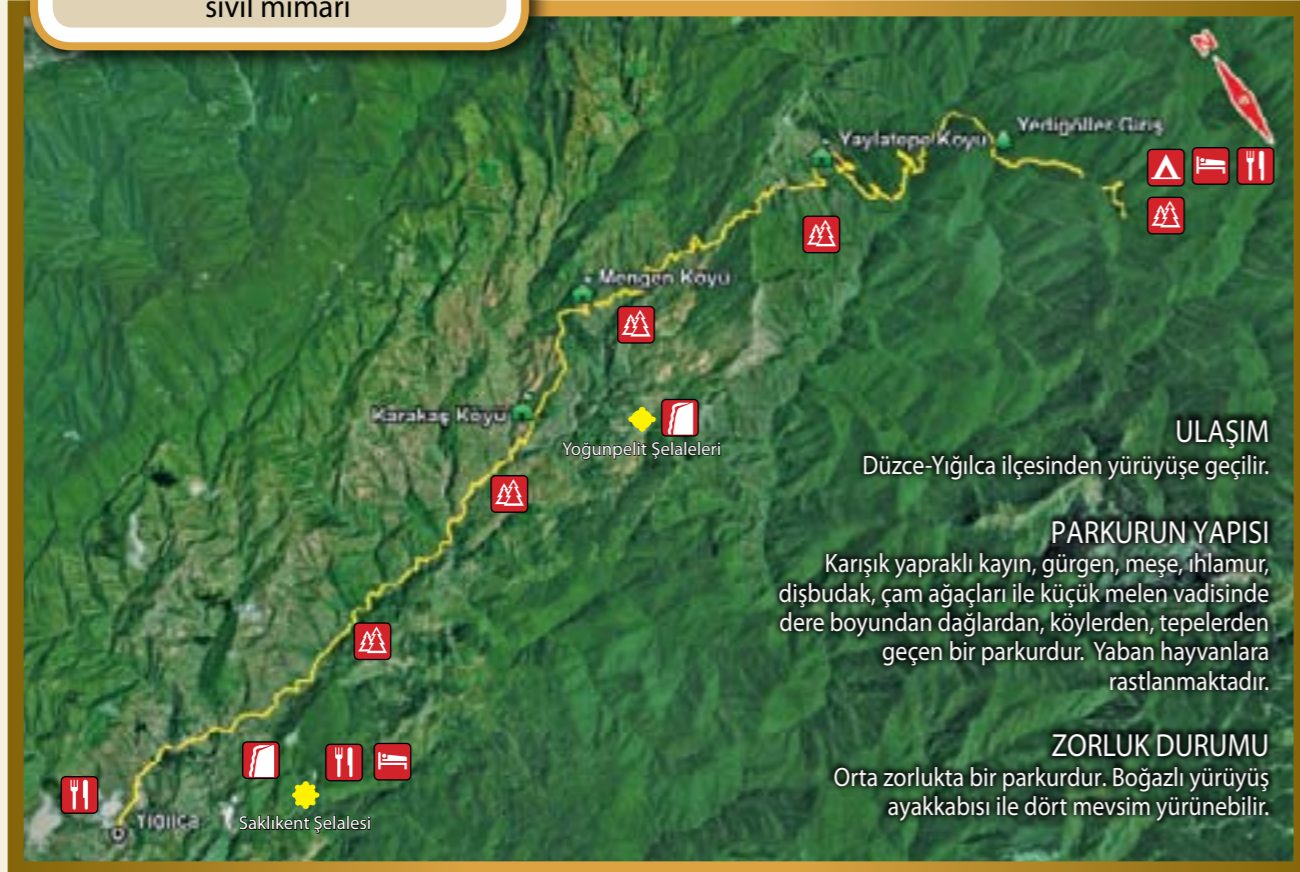 sivil mimari
N
Yaylatepe Köyü
Yedigöller Giriş
Mengen Köyü
Karakaş Köyü
Yoğunpelit Şelaleleri
ULAŞIM
Düzce-Yığılca ilçesinden yürüyüşe geçilir.
PARKURUN YAPISI
Karışık yapraklı kayın, gürgen, meşe, ıhlamur,
dişbudak, çam ağaçları ile küçük melen vadisinde
dere boyundan dağlardan, köylerden, tepelerden
geçen bir parkurdur. Yaban hayvanlara
rastlanmaktadır.
ZORLUK DURUMU
Orta zorlukta bir parkurdur. Boğazlı yürüyüş
ayakkabısı ile dört mevsim yürünebilir.
Yığılca
Saklıkent Şelalesi